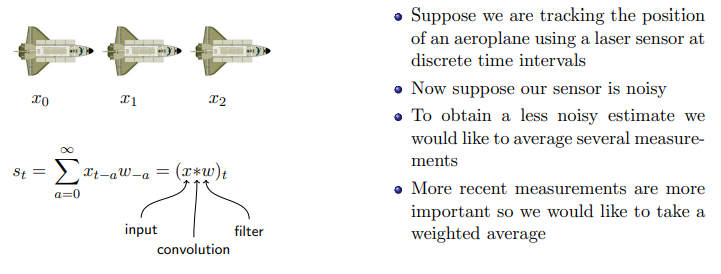 x₀ x₁ x₂
∞
sₜ = ∑ xₜ₋ₐw₋ₐ = (x∗w)ₜ
a=0
input
filter
convolution
Suppose we are tracking the position
of an aeroplane using a laser sensor at
discrete time intervals
Now suppose our sensor is noisy
To obtain a less noisy estimate we
would like to average several measure-
ments
More recent measurements are more
important so we would like to take a
weighted average